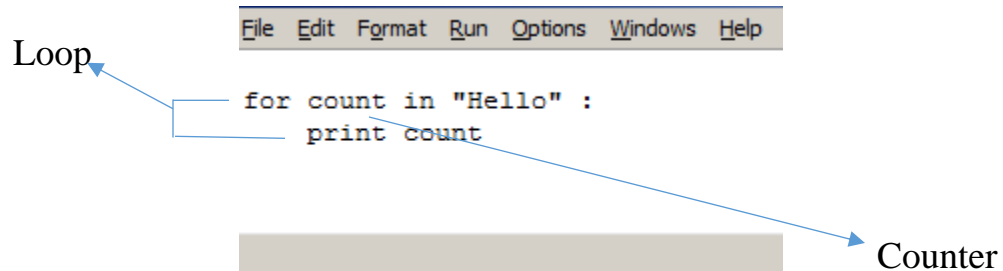 File Edit Format Run Options Windows Help
Loop
for count in "Hello" :
print count
Counter